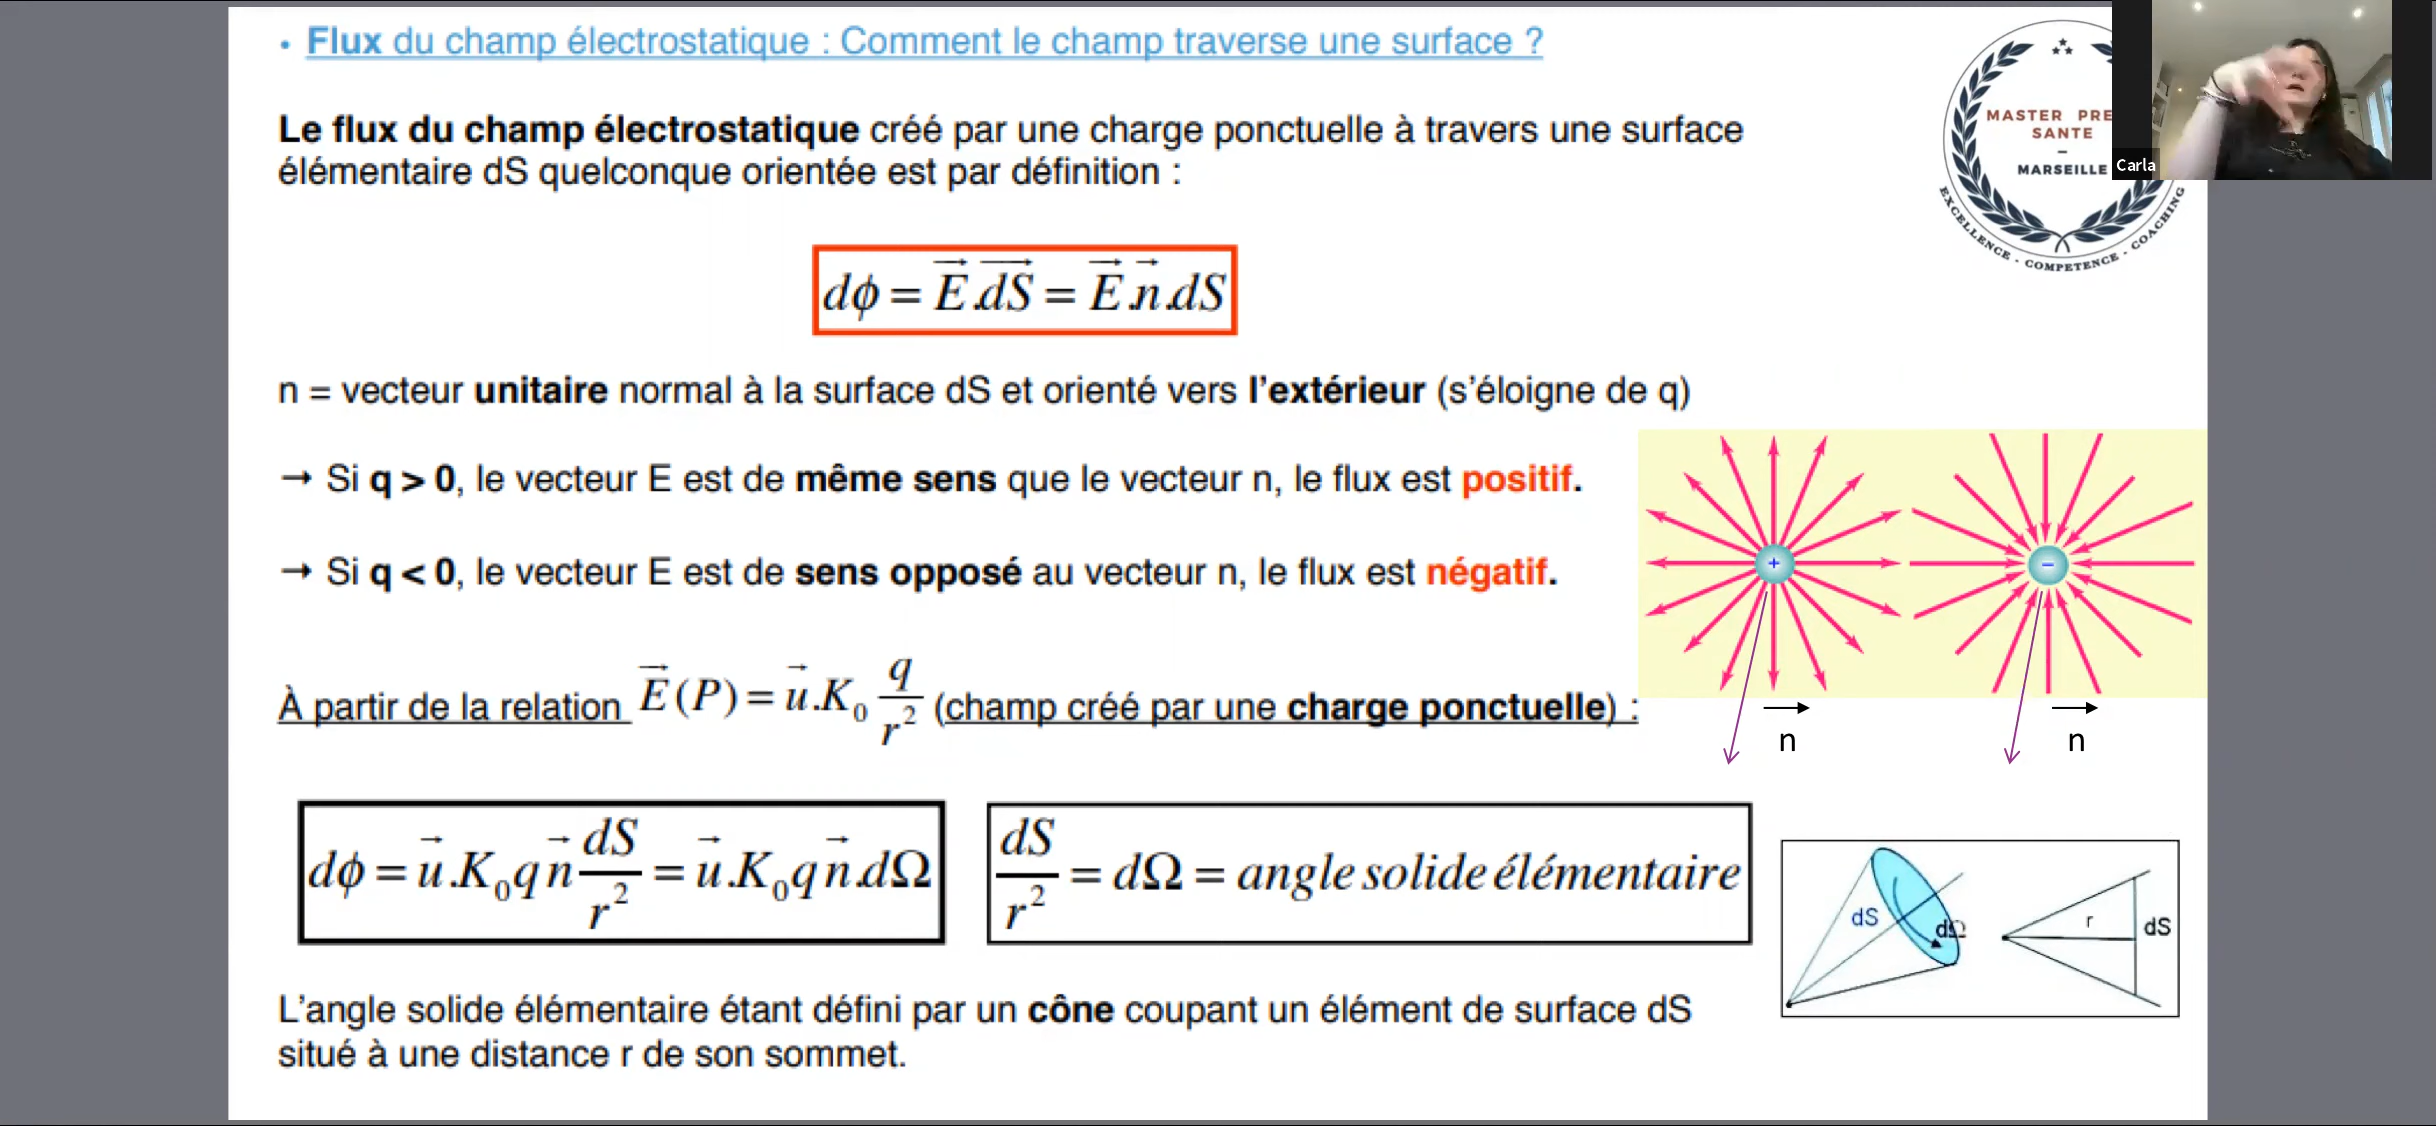 • Flux du champ électrostatique : Comment le champ traverse une surface ?
MASTER PRE
SANTE
–
MARSEILLE
EXCELLENCE - COMPETENCE - COACHING
Carla
Le flux du champ électrostatique créé par une charge ponctuelle à travers une surface
élémentaire dS quelconque orientée est par définition :
dϕ = E⃗.dS⃗ = E⃗.n⃗.dS
n = vecteur unitaire normal à la surface dS et orienté vers l’extérieur (s’éloigne de q)
→ Si q > 0, le vecteur E est de même sens que le vecteur n, le flux est positif.
→ Si q < 0, le vecteur E est de sens opposé au vecteur n, le flux est négatif.
+
−
À partir de la relation E⃗(P) = u⃗.K₀ q/r² (champ créé par une charge ponctuelle) :
n
n
dϕ = u⃗.K₀q n⃗ dS/r² = u⃗.K₀q n⃗.dΩ
dS/r² = dΩ = angle solide élémentaire
dS
dΩ
r
dS
L’angle solide élémentaire étant défini par un cône coupant un élément de surface dS
situé à une distance r de son sommet.